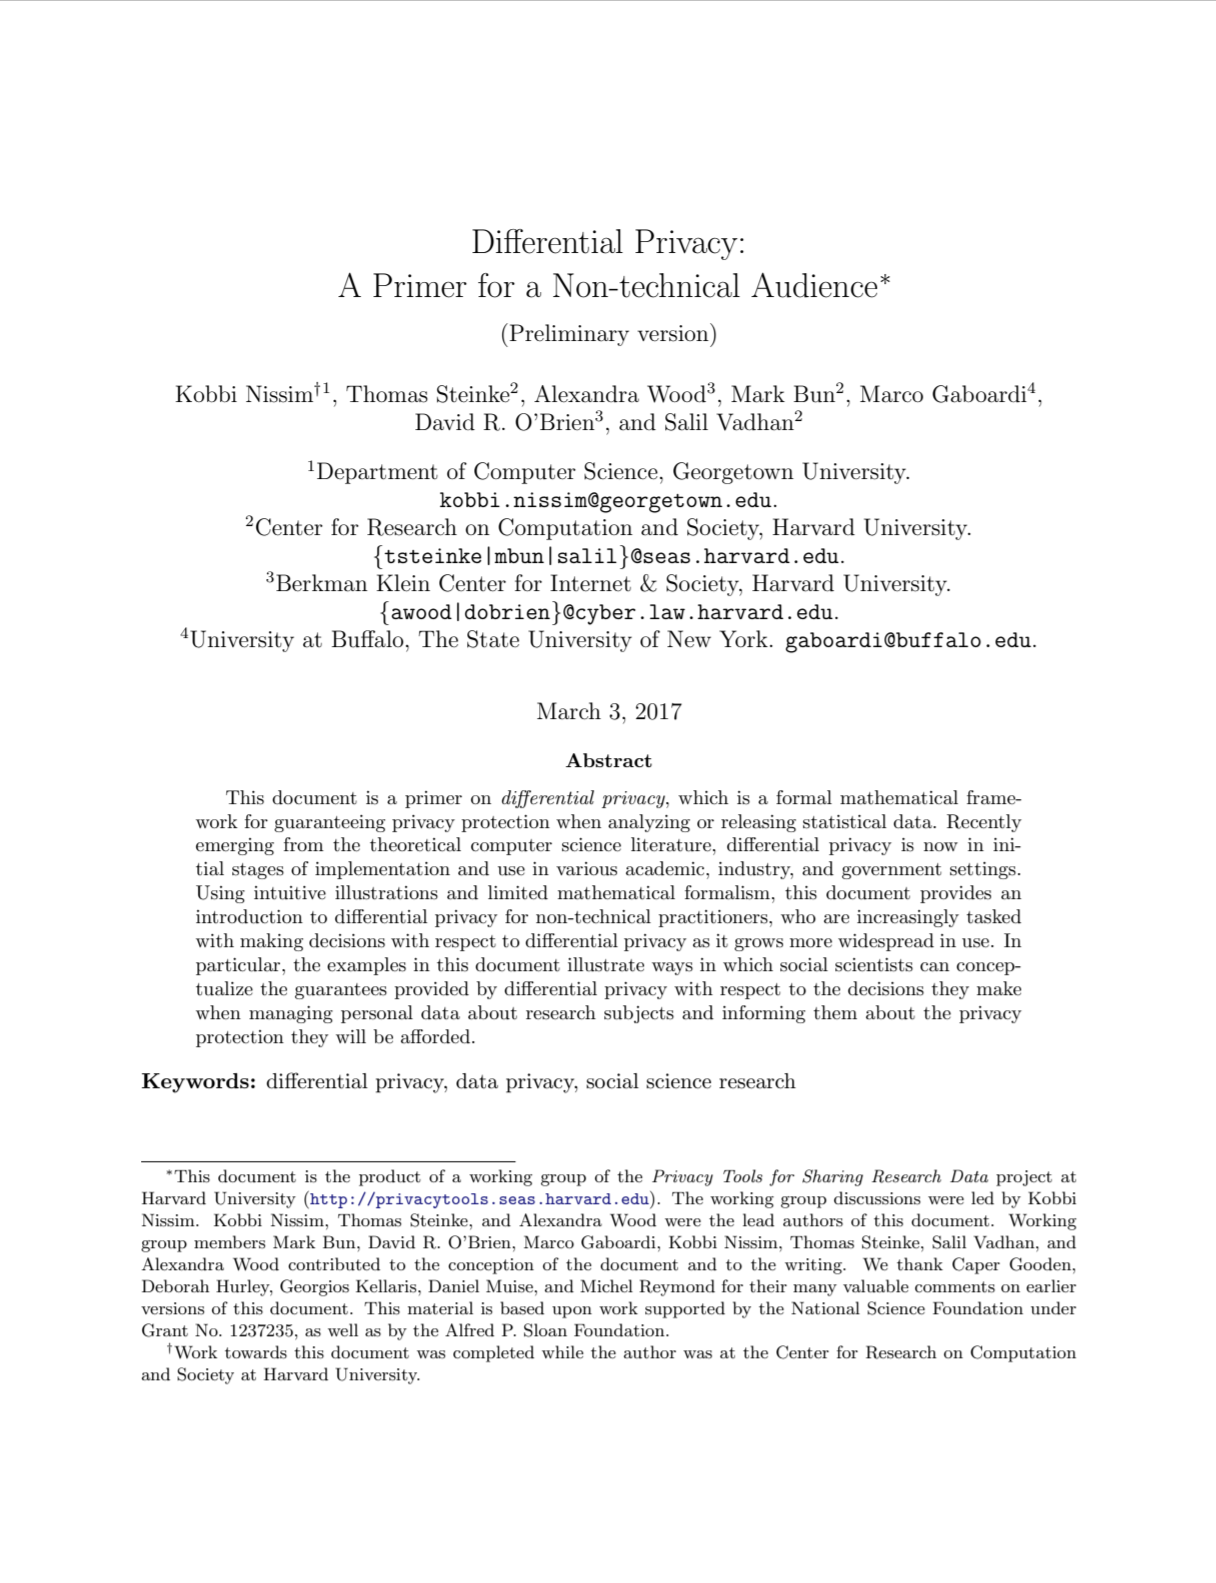 Differential Privacy:
A Primer for a Non-technical Audience*
(Preliminary version)
Kobbi Nissim†1, Thomas Steinke2, Alexandra Wood3, Mark Bun2, Marco Gaboardi4,
David R. O'Brien3, and Salil Vadhan2
1Department of Computer Science, Georgetown University.
kobbi.nissim@georgetown.edu.
2Center for Research on Computation and Society, Harvard University.
{tsteinke|mbun|salil}@seas.harvard.edu.
3Berkman Klein Center for Internet & Society, Harvard University.
{awood|dobrien}@cyber.law.harvard.edu.
4University at Buffalo, The State University of New York. gaboardi@buffalo.edu.
March 3, 2017
Abstract
This document is a primer on differential privacy, which is a formal mathematical frame-
work for guaranteeing privacy protection when analyzing or releasing statistical data. Recently
emerging from the theoretical computer science literature, differential privacy is now in ini-
tial stages of implementation and use in various academic, industry, and government settings.
Using intuitive illustrations and limited mathematical formalism, this document provides an
introduction to differential privacy for non-technical practitioners, who are increasingly tasked
with making decisions with respect to differential privacy as it grows more widespread in use. In
particular, the examples in this document illustrate ways in which social scientists can concep-
tualize the guarantees provided by differential privacy with respect to the decisions they make
when managing personal data about research subjects and informing them about the privacy
protection they will be afforded.
Keywords: differential privacy, data privacy, social science research
*This document is the product of a working group of the Privacy Tools for Sharing Research Data project at
Harvard University (http://privacytools.seas.harvard.edu). The working group discussions were led by Kobbi
Nissim. Kobbi Nissim, Thomas Steinke, and Alexandra Wood were the lead authors of this document. Working
group members Mark Bun, David R. O'Brien, Marco Gaboardi, Kobbi Nissim, Thomas Steinke, Salil Vadhan, and
Alexandra Wood contributed to the conception of the document and to the writing. We thank Caper Gooden,
Deborah Hurley, Georgios Kellaris, Daniel Muise, and Michel Reymond for their many valuable comments on earlier
versions of this document. This material is based upon work supported by the National Science Foundation under
Grant No. 1237235, as well as by the Alfred P. Sloan Foundation.
†Work towards this document was completed while the author was at the Center for Research on Computation
and Society at Harvard University.